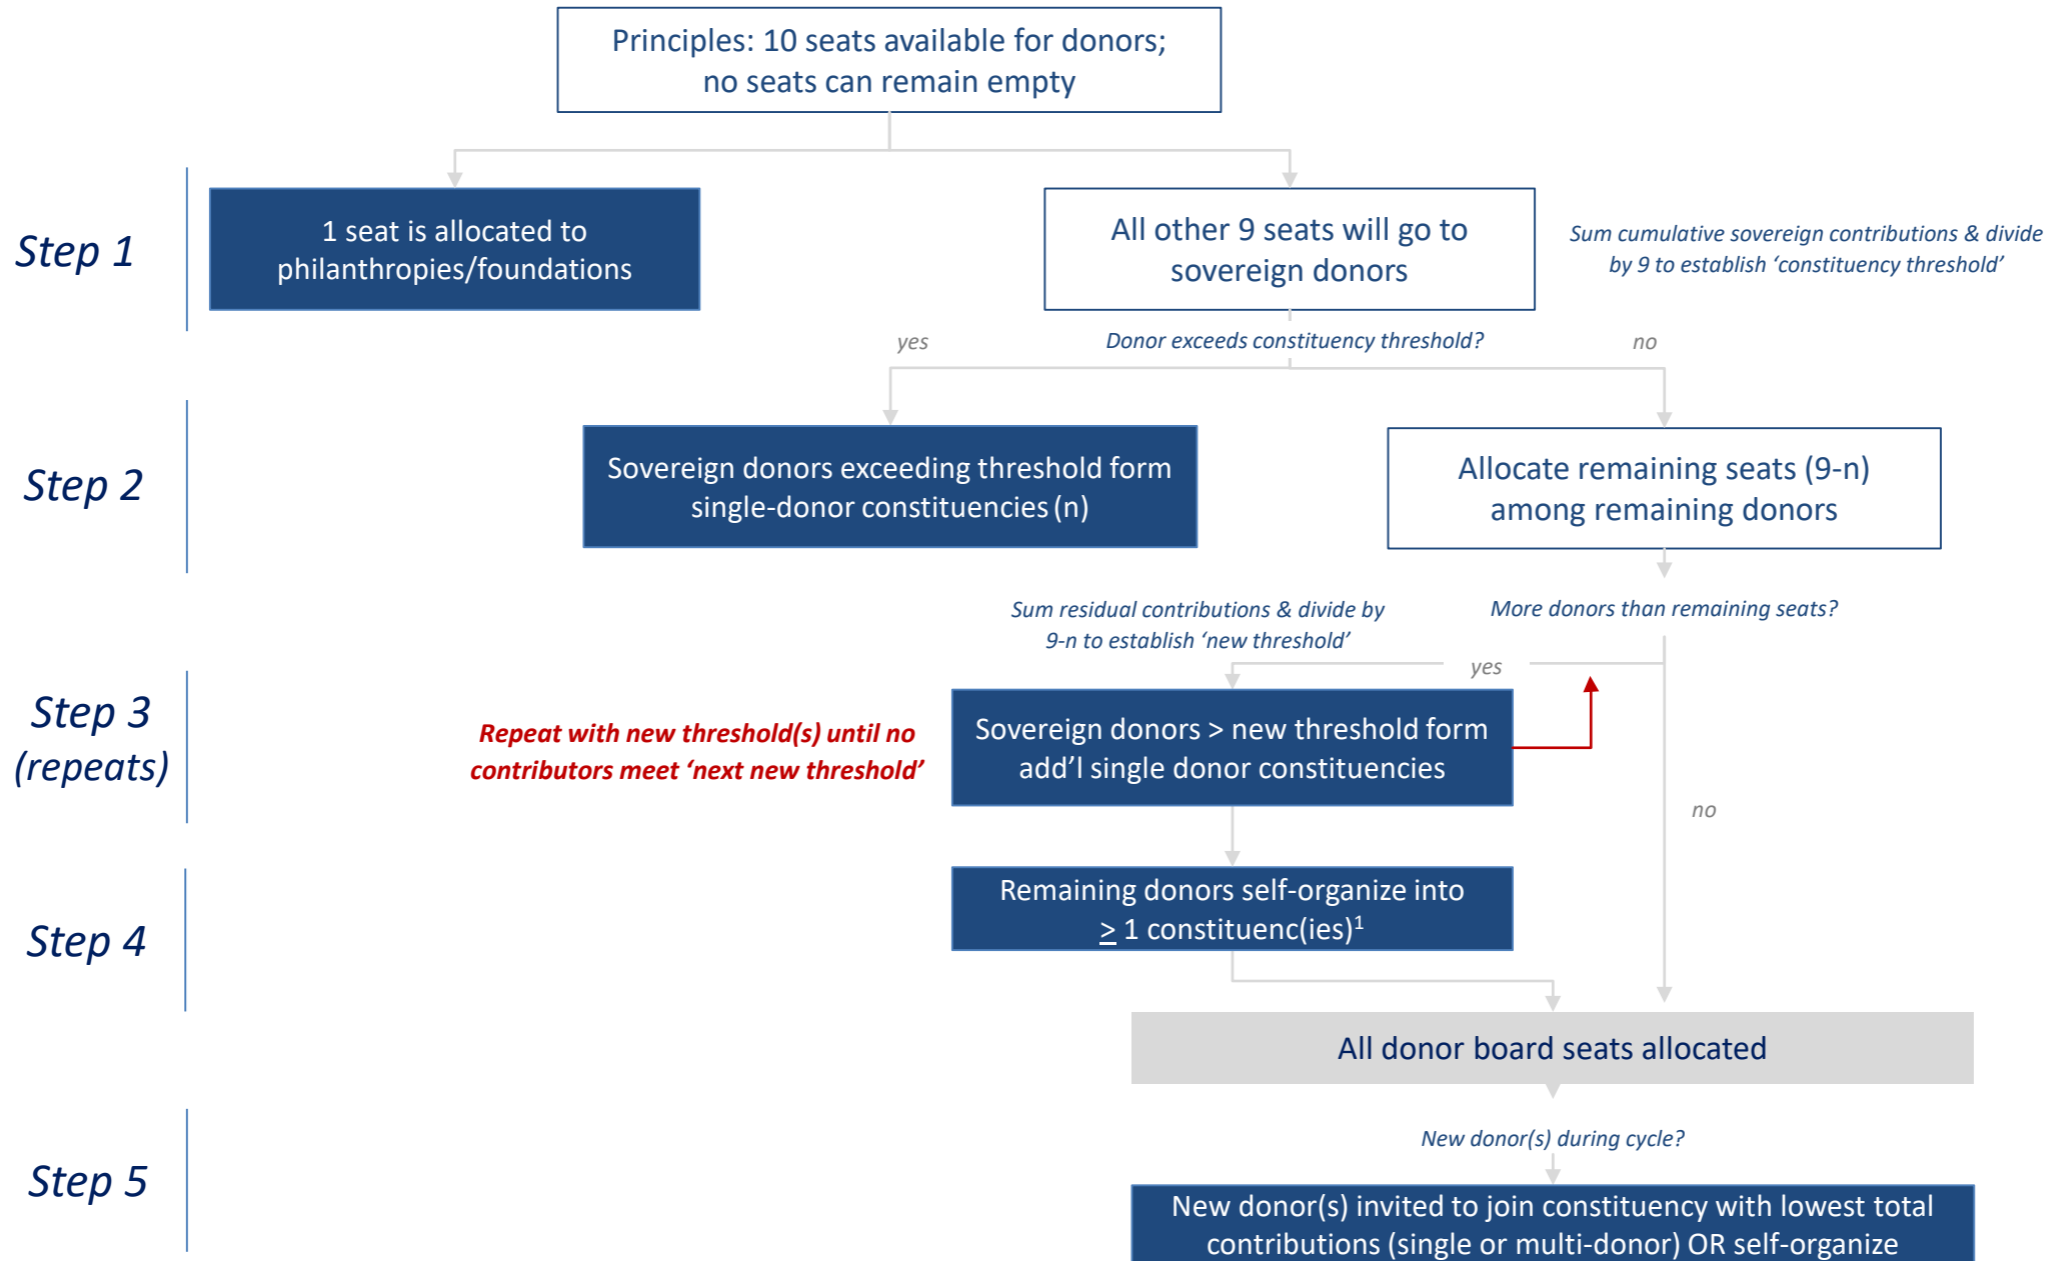 Principles: 10 seats available for donors;
no seats can remain empty
Step 1
1 seat is allocated to
philanthropies/foundations
All other 9 seats will go to
sovereign donors
Sum cumulative sovereign contributions & divide
by 9 to establish ‘constituency threshold’
yes
Donor exceeds constituency threshold?
no
Step 2
Sovereign donors exceeding threshold form
single-donor constituencies (n)
Allocate remaining seats (9-n)
among remaining donors
Sum residual contributions & divide by
9-n to establish ‘new threshold’
More donors than remaining seats?
yes
Step 3
(repeats)
Repeat with new threshold(s) until no
contributors meet ‘next new threshold’
Sovereign donors > new threshold form
add’l single donor constituencies
no
Step 4
Remaining donors self-organize into
≥ 1 constituenc(ies)1
All donor board seats allocated
New donor(s) during cycle?
Step 5
New donor(s) invited to join constituency with lowest total
contributions (single or multi-donor) OR self-organize